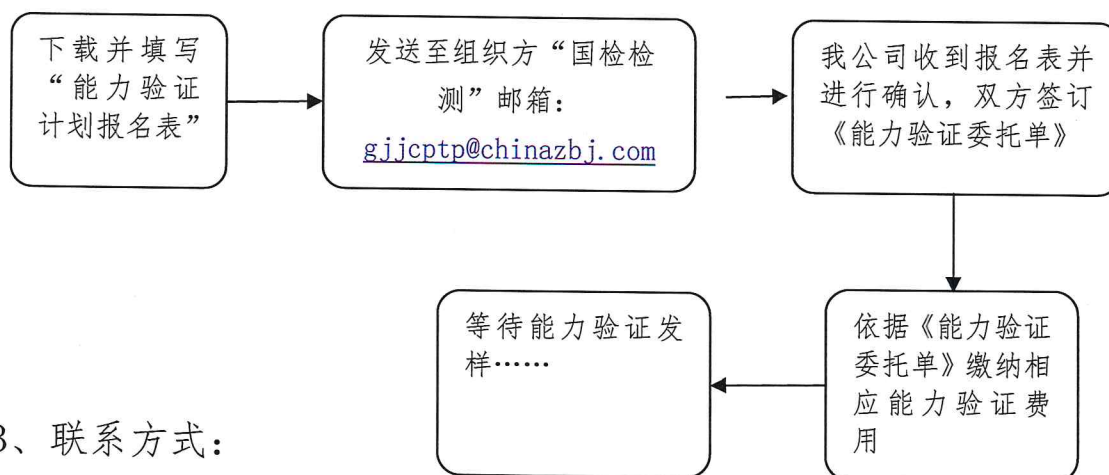 下载并填写
“能力验证
计划报名表”
发送至组织方“国检检
测”邮箱：
gjjcptp@chinazbj.com
我公司收到报名表并
进行确认，双方签订
《能力验证委托单》
依据《能力验证
委托单》缴纳相
应能力验证费
用
等待能力验证发
样……
3、联系方式：